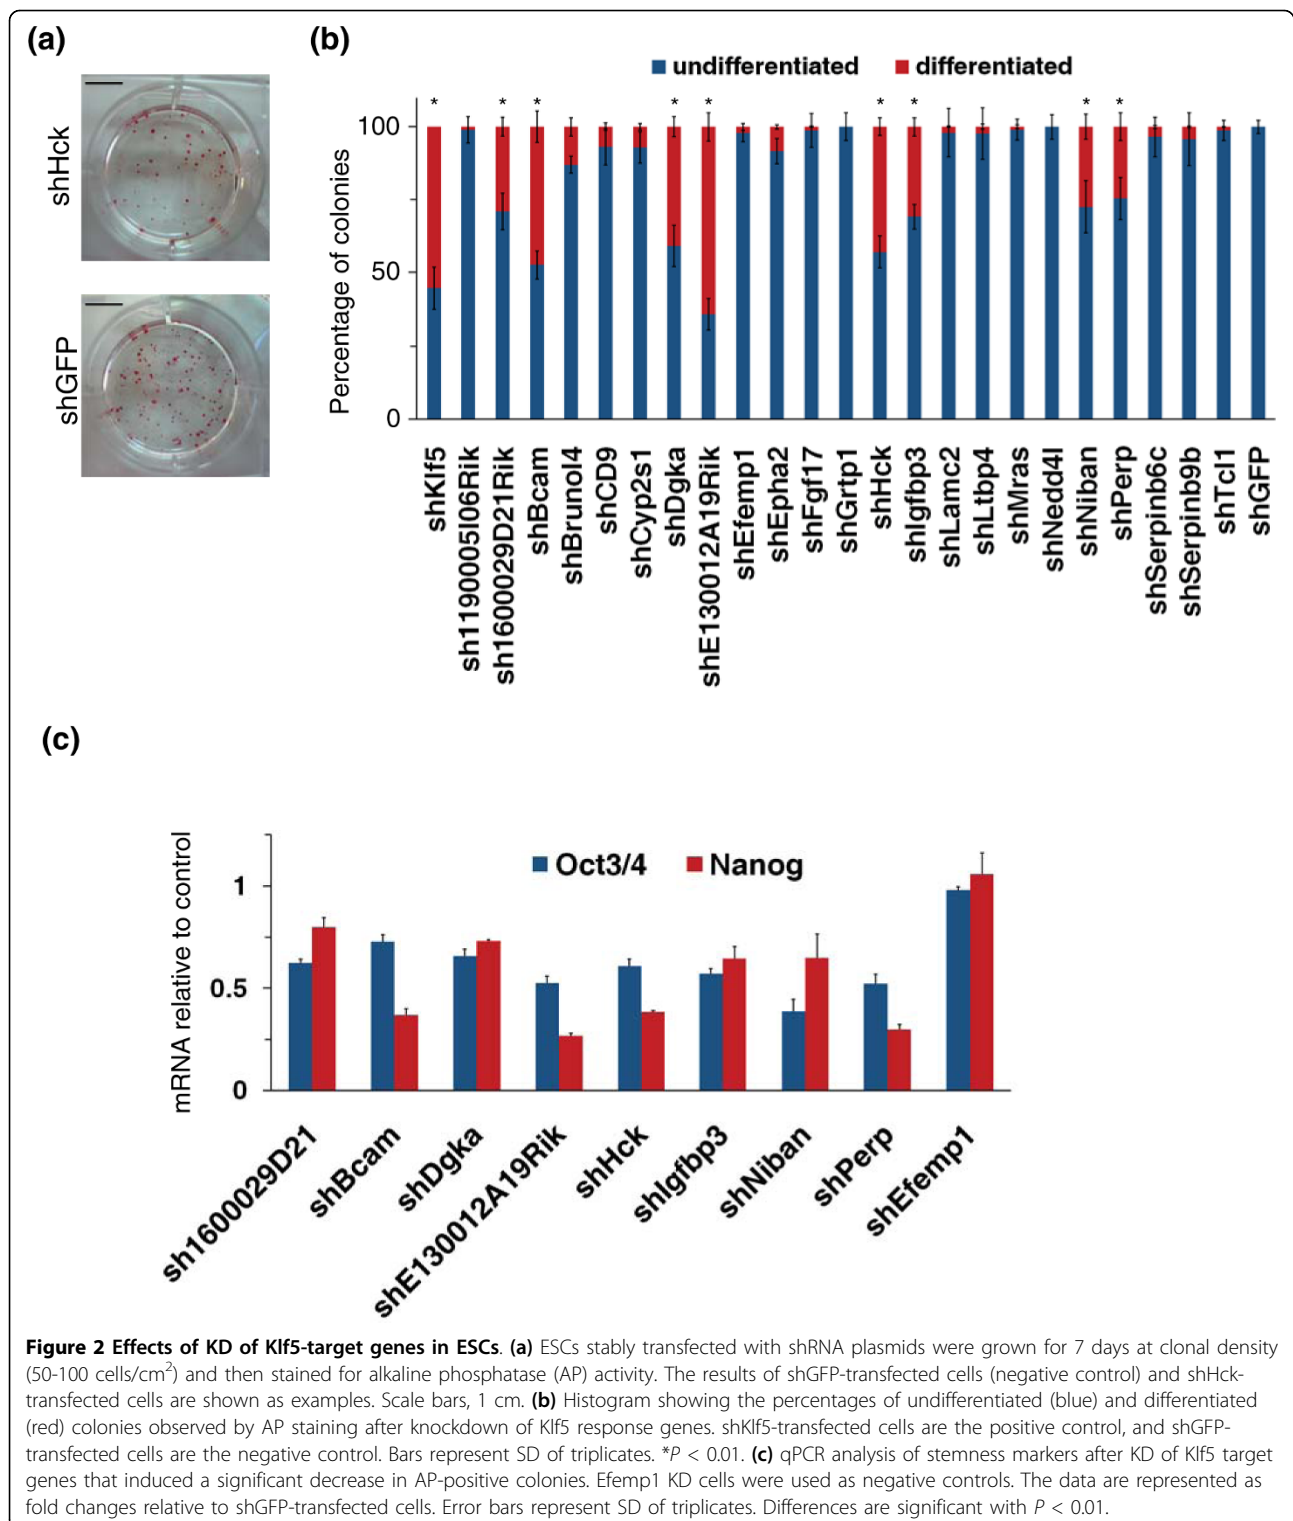 (a)
shHck
shGFP
(b)
undifferentiated differentiated
Percentage of colonies
* * * * * * * * *
100
50
0
shKlf5
sh1190005I06Rik
sh1600029D21Rik
shBcam
shBrunol4
shCD9
shCyp2s1
shDgka
shE130012A19Rik
shEfemp1
shEpha2
shFgf17
shGrtp1
shHck
shIgfbp3
shLamc2
shLtbp4
shMras
shNedd4l
shNiban
shPerp
shSerpinb6c
shSerpinb9b
shTcl1
shGFP
(c)
mRNA relative to control
Oct3/4 Nanog
1
0.5
0
sh1600029D21
shBcam
shDgka
shE130012A19Rik
shHck
shIgfbp3
shNiban
shPerp
shEfemp1
Figure 2 Effects of KD of Klf5-target genes in ESCs. (a) ESCs stably transfected with shRNA plasmids were grown for 7 days at clonal density
(50-100 cells/cm²) and then stained for alkaline phosphatase (AP) activity. The results of shGFP-transfected cells (negative control) and shHck-
transfected cells are shown as examples. Scale bars, 1 cm. (b) Histogram showing the percentages of undifferentiated (blue) and differentiated
(red) colonies observed by AP staining after knockdown of Klf5 response genes. shKlf5-transfected cells are the positive control, and shGFP-
transfected cells are the negative control. Bars represent SD of triplicates. *P < 0.01. (c) qPCR analysis of stemness markers after KD of Klf5 target
genes that induced a significant decrease in AP-positive colonies. Efemp1 KD cells were used as negative controls. The data are represented as
fold changes relative to shGFP-transfected cells. Error bars represent SD of triplicates. Differences are significant with P < 0.01.